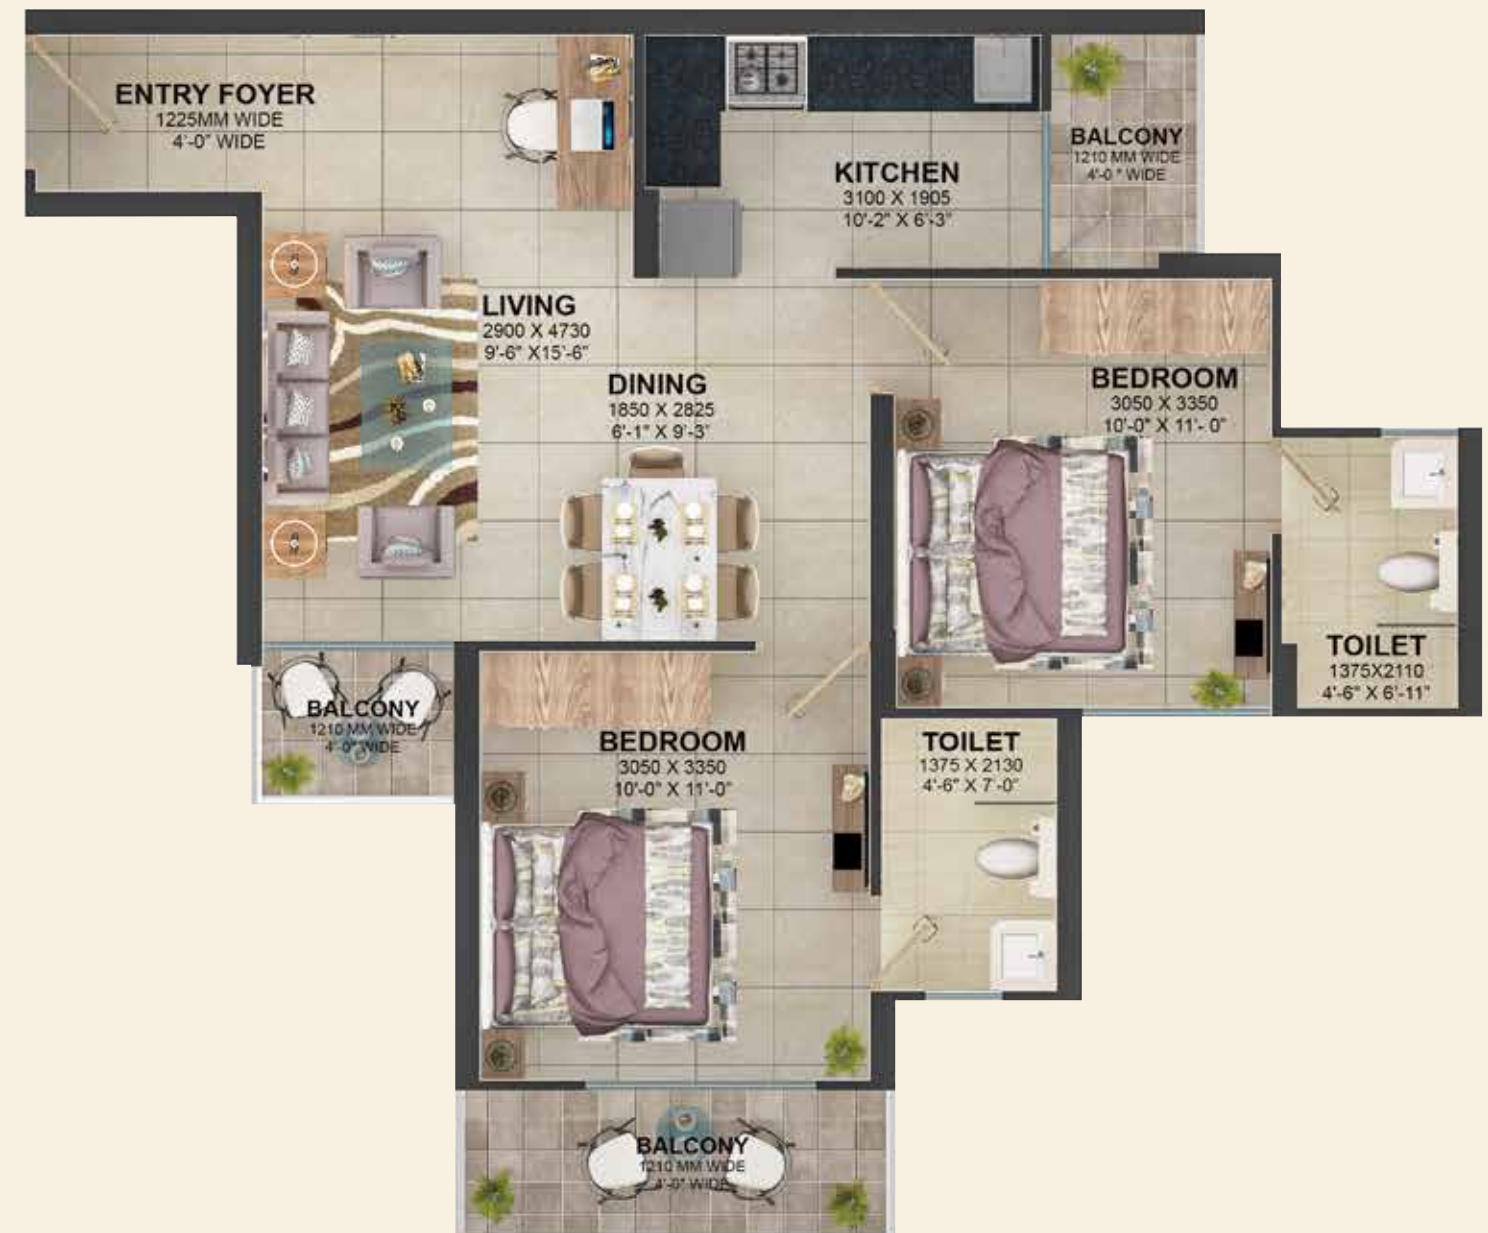 ENTRY FOYER
1225MM WIDE
4'-0" WIDE
BALCONY
1210 MM WIDE
4'-0" WIDE
KITCHEN
3100 X 1905
10'-2" X 6'-3"
LIVING
2900 X 4730
9'-6" X15'-6"
DINING
1850 X 2825
6'-1" X 9'-3"
BEDROOM
3050 X 3350
10'-0" X 11'- 0"
TOILET
1375X2110
4'-6" X 6'-11"
BALCONY
1210 MM WIDE
4'-0" WIDE
BEDROOM
3050 X 3350
10'-0" X 11'-0"
TOILET
1375 X 2130
4'-6" X 7'-0"
BALCONY
1210 MM WIDE
4'-0" WIDE